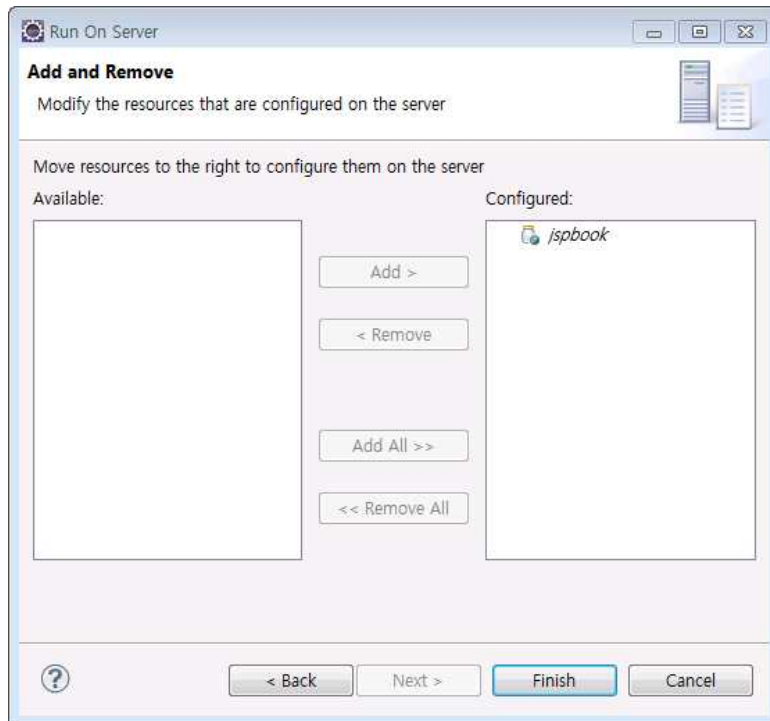 Run On Server
Add and Remove
Modify the resources that are configured on the server
Move resources to the right to configure them on the server
Available:
Configured:
jspbook
Add >
< Remove
Add All >>
<< Remove All
?
< Back
Next >
Finish
Cancel